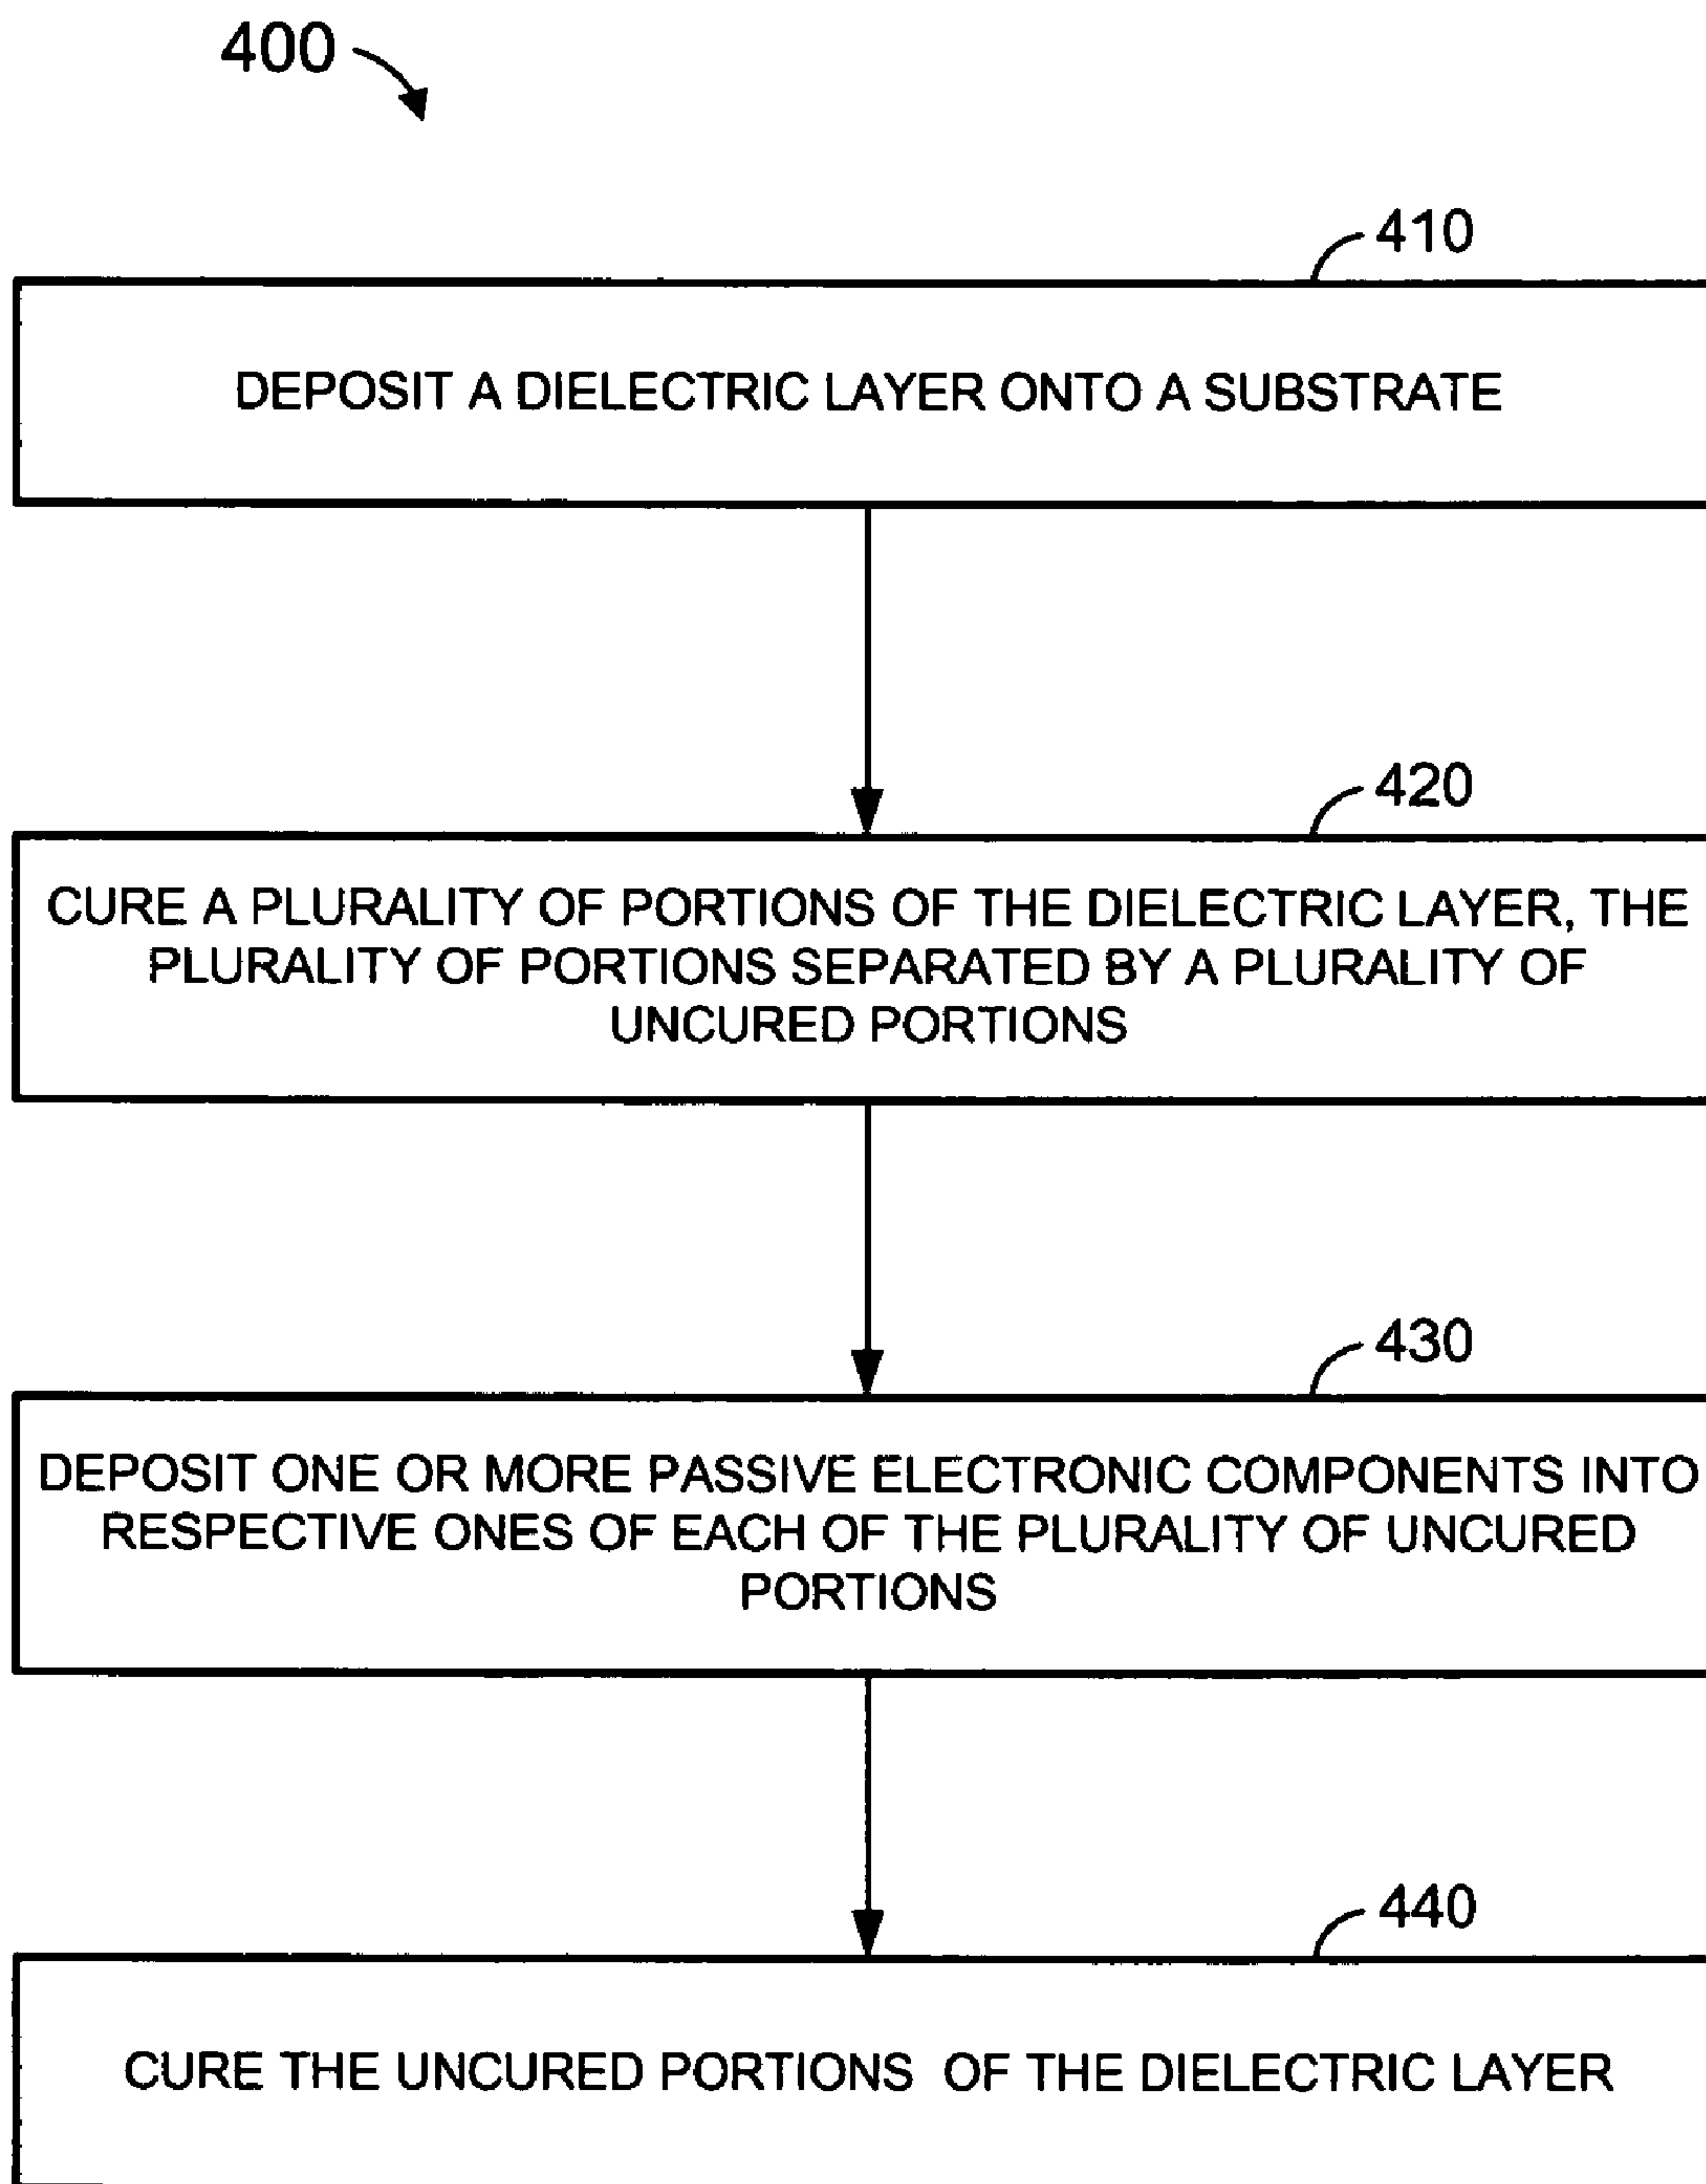 400
410
DEPOSIT A DIELECTRIC LAYER ONTO A SUBSTRATE
420
CURE A PLURALITY OF PORTIONS OF THE DIELECTRIC LAYER, THE
PLURALITY OF PORTIONS SEPARATED BY A PLURALITY OF
UNCURED PORTIONS
430
DEPOSIT ONE OR MORE PASSIVE ELECTRONIC COMPONENTS INTO
RESPECTIVE ONES OF EACH OF THE PLURALITY OF UNCURED
PORTIONS
440
CURE THE UNCURED PORTIONS OF THE DIELECTRIC LAYER